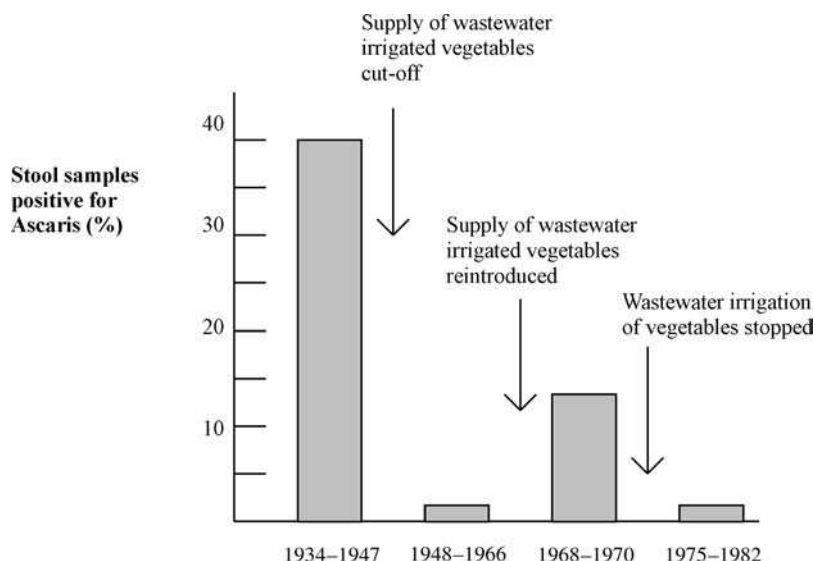 Supply of wastewater
irrigated vegetables
cut-off
40
Stool samples
positive for
Ascaris (%)
30
Supply of wastewater
irrigated vegetables
reintroduced
Wastewater irrigation
of vegetables stopped
20
10
1934–1947 1948–1966 1968–1970 1975–1982